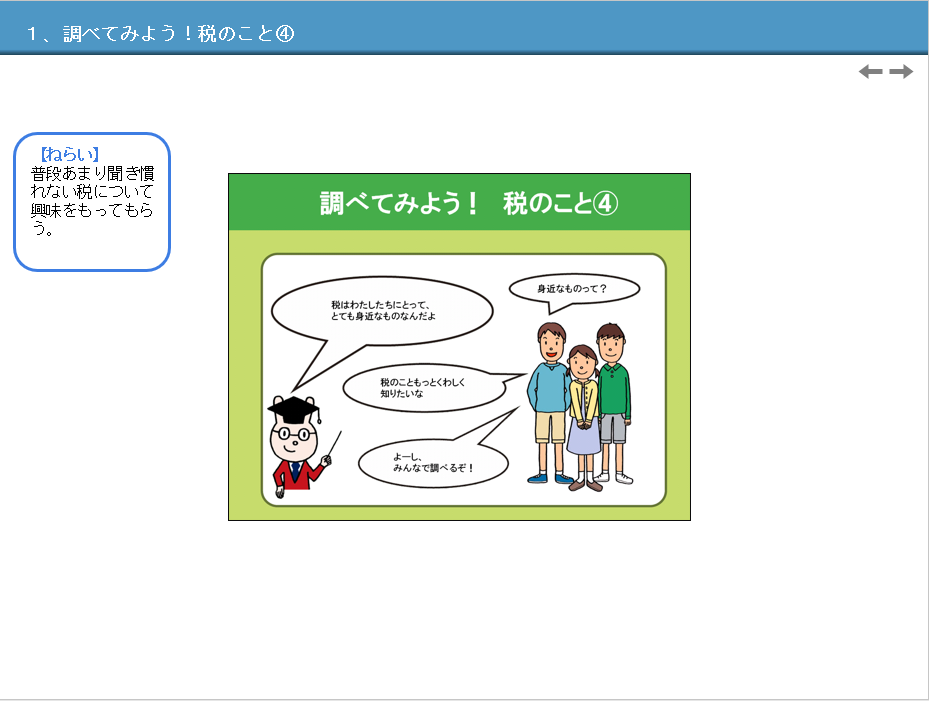 １、調べてみよう！税のこと④
【ねらい】
普段あまり聞き慣
れない税について
興味をもってもら
う。
調べてみよう！　税のこと④
税はわたしたちにとって、
とても身近なものなんだよ
身近なものって？
税のこともっとくわしく
知りたいな
よーし、
みんなで調べるぞ！